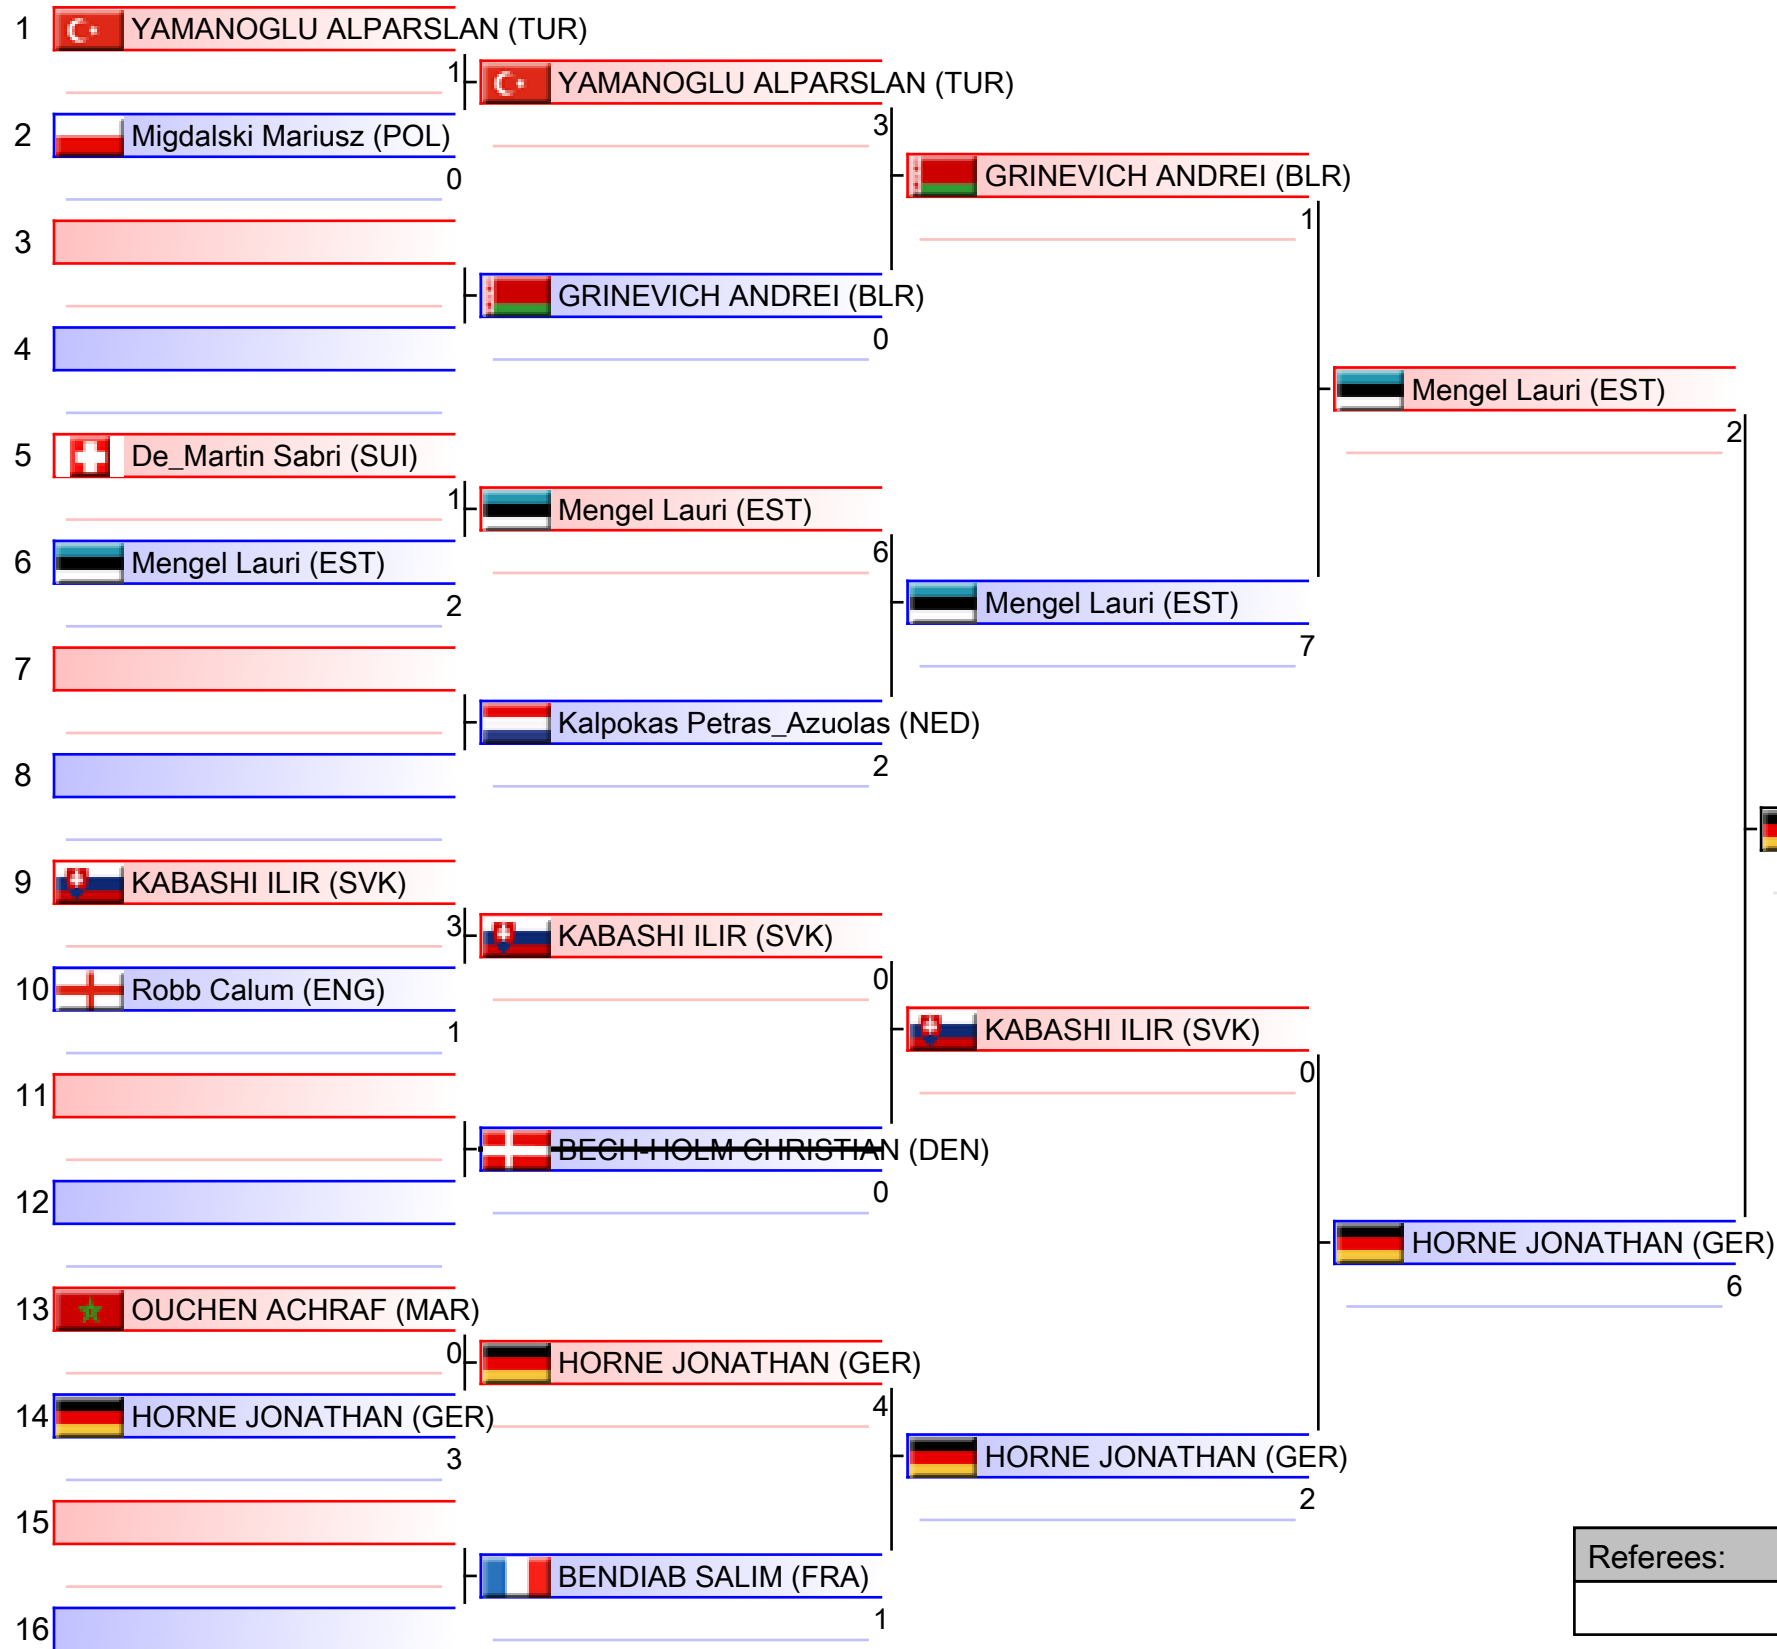 1 YAMANOGLU ALPARSLAN (TUR)
1
2 Migdalski Mariusz (POL)
0
3
4
5 De_Martin Sabri (SUI)
1
6 Mengel Lauri (EST)
2
7
8
9 KABASHI ILIR (SVK)
3
10 Robb Calum (ENG)
1
11
12
13 OUCHEN ACHRAF (MAR)
0
14 HORNE JONATHAN (GER)
3
15
16
YAMANOGLU ALPARSLAN (TUR)
3
GRINEVICH ANDREI (BLR)
0
Mengel Lauri (EST)
6
Kalpokas Petras_Azuolas (NED)
2
KABASHI ILIR (SVK)
0
BECH-HOLM CHRISTIAN (DEN)
0
HORNE JONATHAN (GER)
4
BENDIAB SALIM (FRA)
1
GRINEVICH ANDREI (BLR)
1
Mengel Lauri (EST)
7
KABASHI ILIR (SVK)
0
HORNE JONATHAN (GER)
2
Mengel Lauri (EST)
2
HORNE JONATHAN (GER)
6
Referees: